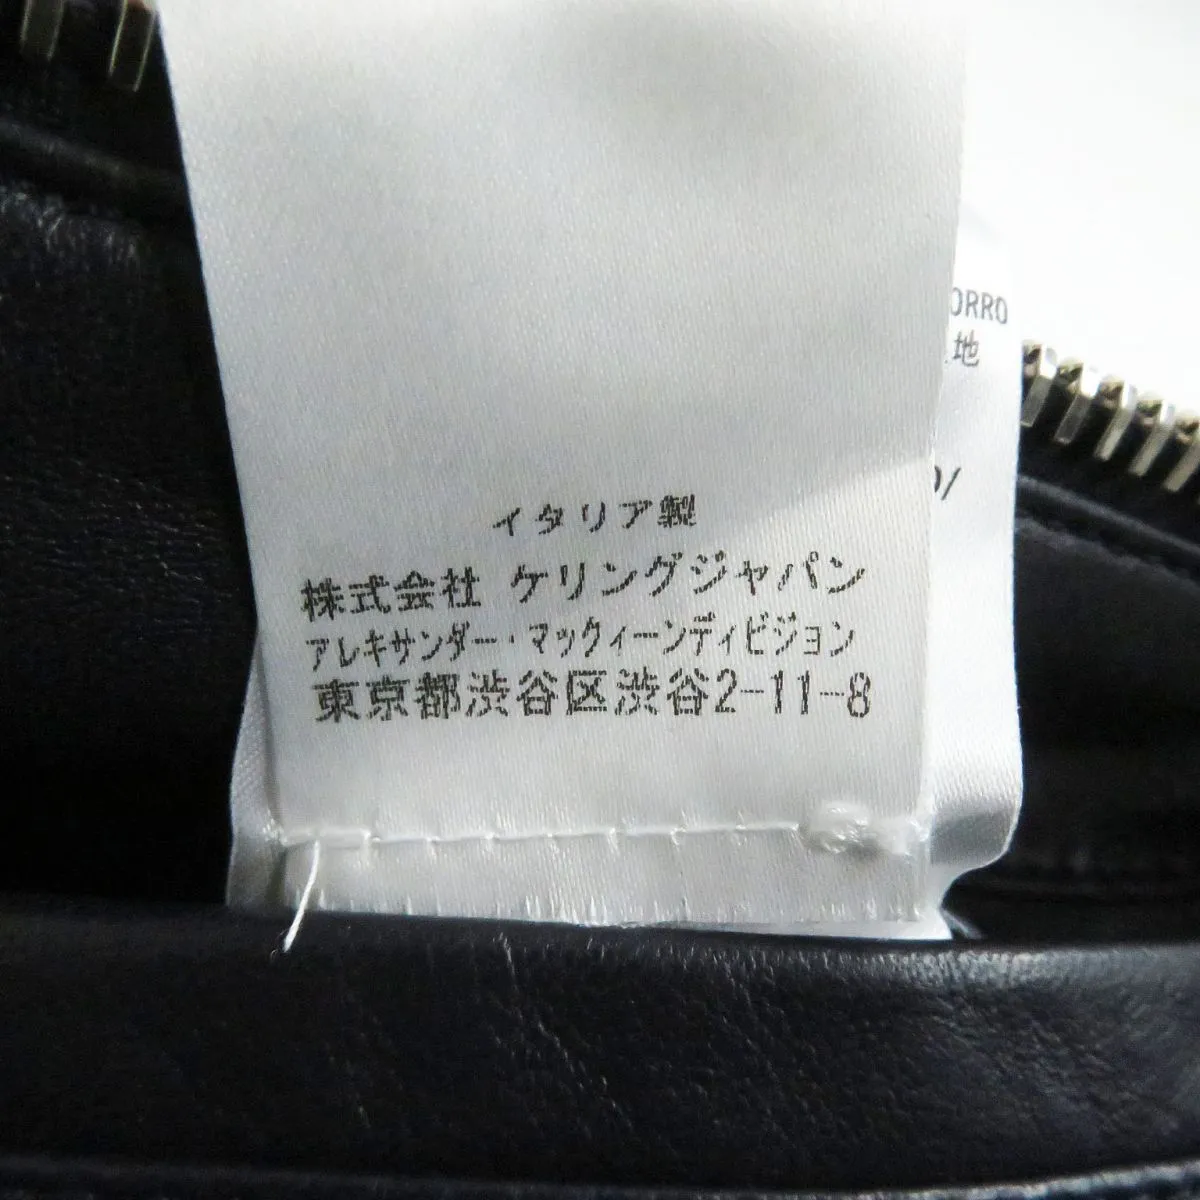 イタリア製
株式会社 ケリングジャパン
アレキサンダー・マックィーンディビジョン
東京都渋谷区渋谷2-11-8
ORRO
地